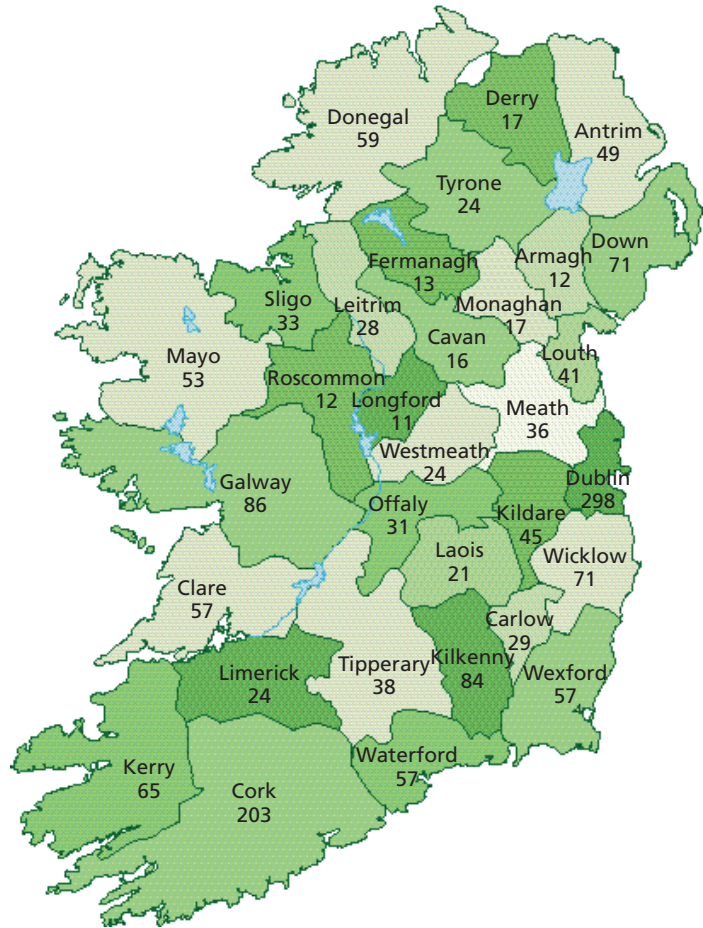 Derry
17
Donegal
59
Antrim
49
Tyrone
24
Down
71
Armagh
12
Fermanagh
13
Sligo
33
Leitrim
28
Monaghan
17
Cavan
16
Louth
41
Mayo
53
Roscommon
12
Longford
11
Meath
36
Westmeath
24
Dublin
298
Galway
86
Offaly
31
Kildare
45
Laois
21
Wicklow
71
Clare
57
Carlow
29
Limerick
24
Tipperary
38
Kilkenny
84
Wexford
57
Waterford
57
Kerry
65
Cork
203